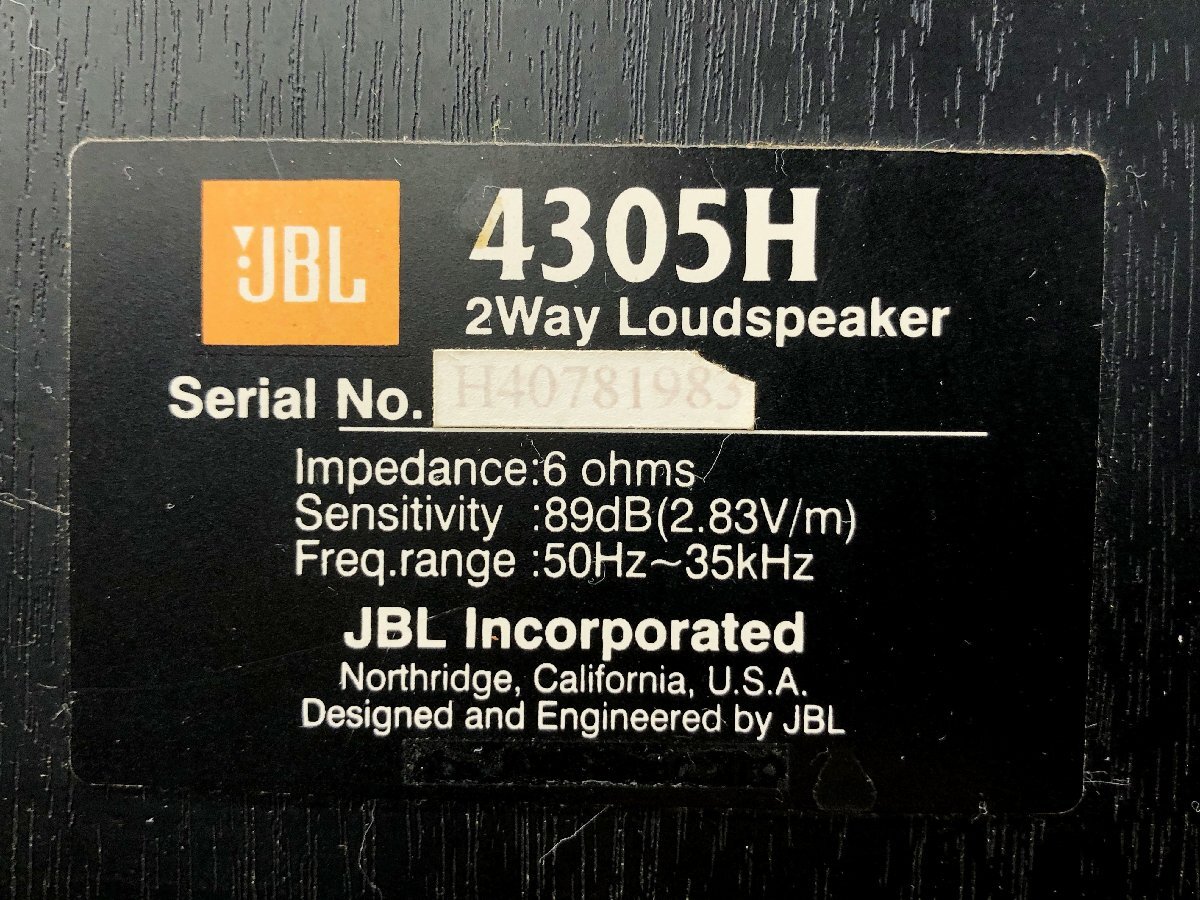 JBL
4305H
2Way Loudspeaker
Serial No. H40781983
Impedance:6 ohms
Sensitivity :89dB(2.83V/m)
Freq.range :50Hz~35kHz
JBL Incorporated
Northridge, California, U.S.A.
Designed and Engineered by JBL